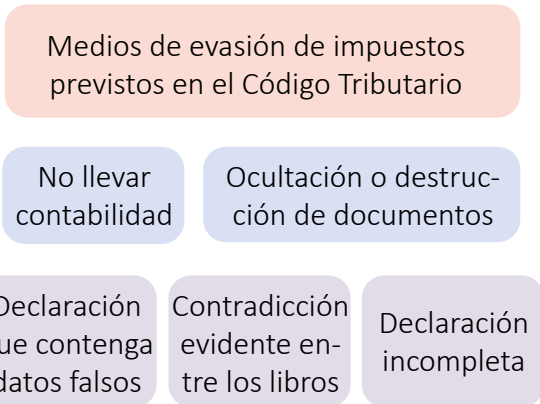 Medios de evasión de impuestos
previstos en el Código Tributario
No llevar
contabilidad
Ocultación o destruc-
ción de documentos
Declaración
que contenga
datos falsos
Contradicción
evidente en-
tre los libros
Declaración
incompleta